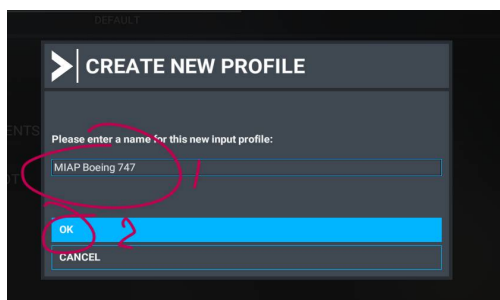 DEFAULT
CREATE NEW PROFILE
ENTS
Please enter a name for this new input profile:
MIAP Boeing 747
1
OK
2
CANCEL